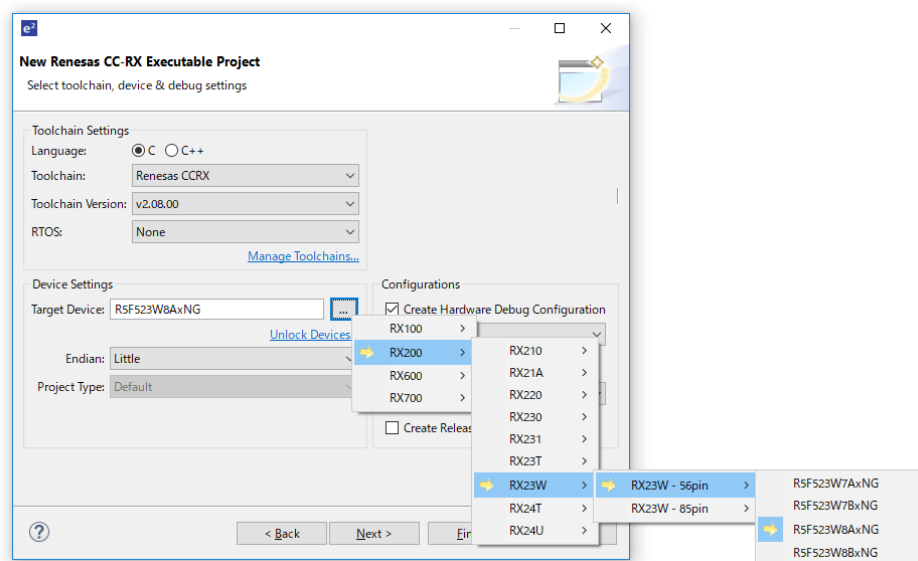 e²
New Renesas CC-RX Executable Project
Select toolchain, device & debug settings
Toolchain Settings
Language: C C++
Toolchain: Renesas CCRX
Toolchain Version: v2.08.00
RTOS: None
Manage Toolchains...
Device Settings
Target Device: R5F523W8AxNG ...
Unlock Devices
Endian: Little
Project Type: Default
Configurations
Create Hardware Debug Configuration
Create Releas
RX100 >
RX200 >
RX600 >
RX700 >
RX210 >
RX21A >
RX220 >
RX230 >
RX231 >
RX23T >
RX23W >
RX24T >
RX24U >
RX23W - 56pin >
RX23W - 85pin >
R5F523W7AxNG
R5F523W7BxNG
R5F523W8AxNG
R5F523W8BxNG
? < Back Next > Fin